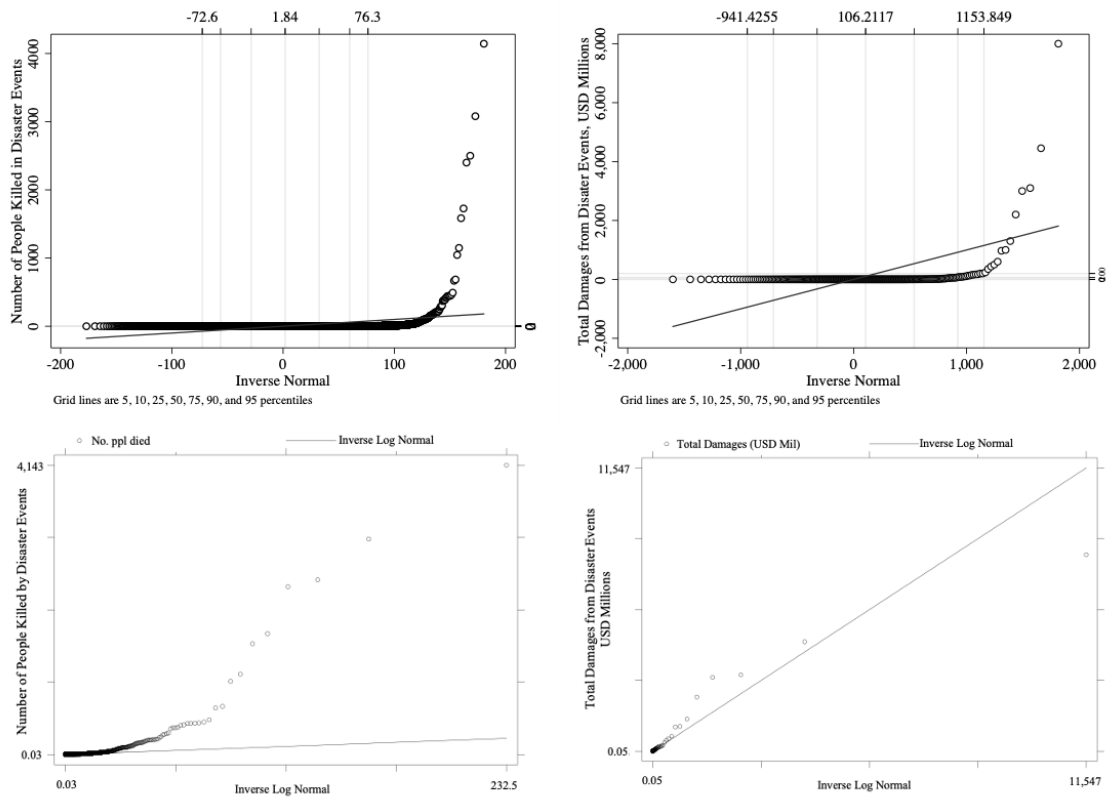 -72.6 1.84 76.3
Number of People Killed in Disaster Events
4000
3000
2000
1000
0
0
-200 -100 0 100 200
Inverse Normal
Grid lines are 5, 10, 25, 50, 75, 90, and 95 percentiles
-941.4255 106.2117 1153.849
Total Damages from Disater Events, USD Millions
8,000
6,000
4,000
2,000
0
-2,000
-2,000 -1,000 0 1,000 2,000
Inverse Normal
Grid lines are 5, 10, 25, 50, 75, 90, and 95 percentiles
No. ppl died Inverse Log Normal
Number of People Killed by Disaster Events
4,143
0.03
0.03 232.5
Inverse Log Normal
Total Damages (USD Mil) Inverse Log Normal
Total Damages from Disaster Events
USD Millions
11,547
0.05
0.05 11,547
Inverse Log Normal